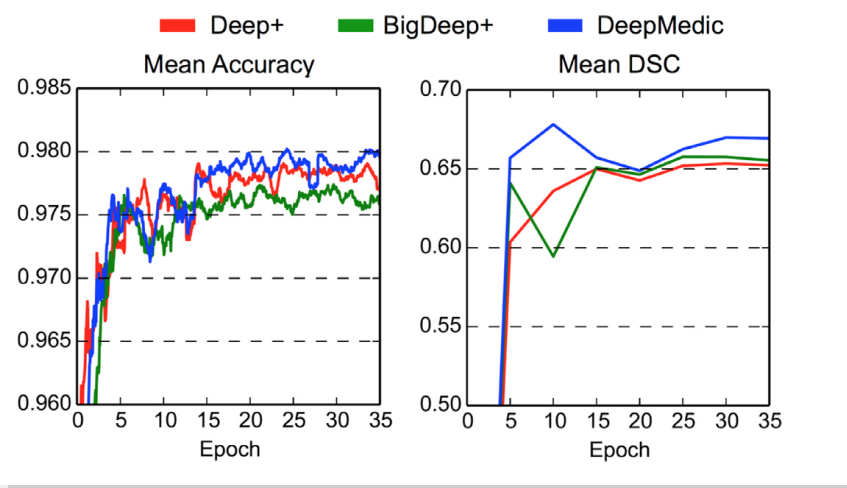 Deep+ BigDeep+ DeepMedic
Mean Accuracy
0.985
0.980
0.975
0.970
0.965
0.960
0 5 10 15 20 25 30 35
Epoch
Mean DSC
0.70
0.65
0.60
0.55
0.50
0 5 10 15 20 25 30 35
Epoch